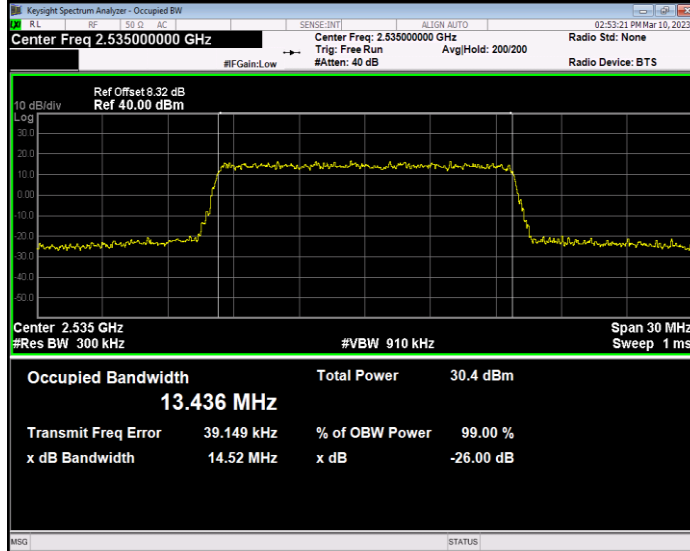 Keysight Spectrum Analyzer - Occupied BW
RL RF 50 Ω AC SENSE:INT ALIGN AUTO 02:53:21 PM Mar 10, 2023
Center Freq 2.535000000 GHz
Center Freq: 2.535000000 GHz Radio Std: None
Trig: Free Run Avg|Hold: 200/200
#IFGain:Low #Atten: 40 dB Radio Device: BTS
Ref Offset 8.32 dB
10 dB/div Ref 40.00 dBm
Log
30.0
20.0
10.0
0.00
-10.0
-20.0
-30.0
-40.0
-50.0
Center 2.535 GHz Span 30 MHz
#Res BW 300 kHz #VBW 910 kHz Sweep 1 ms
Occupied Bandwidth Total Power 30.4 dBm
13.436 MHz
Transmit Freq Error 39.149 kHz % of OBW Power 99.00 %
x dB Bandwidth 14.52 MHz x dB -26.00 dB
MSG STATUS